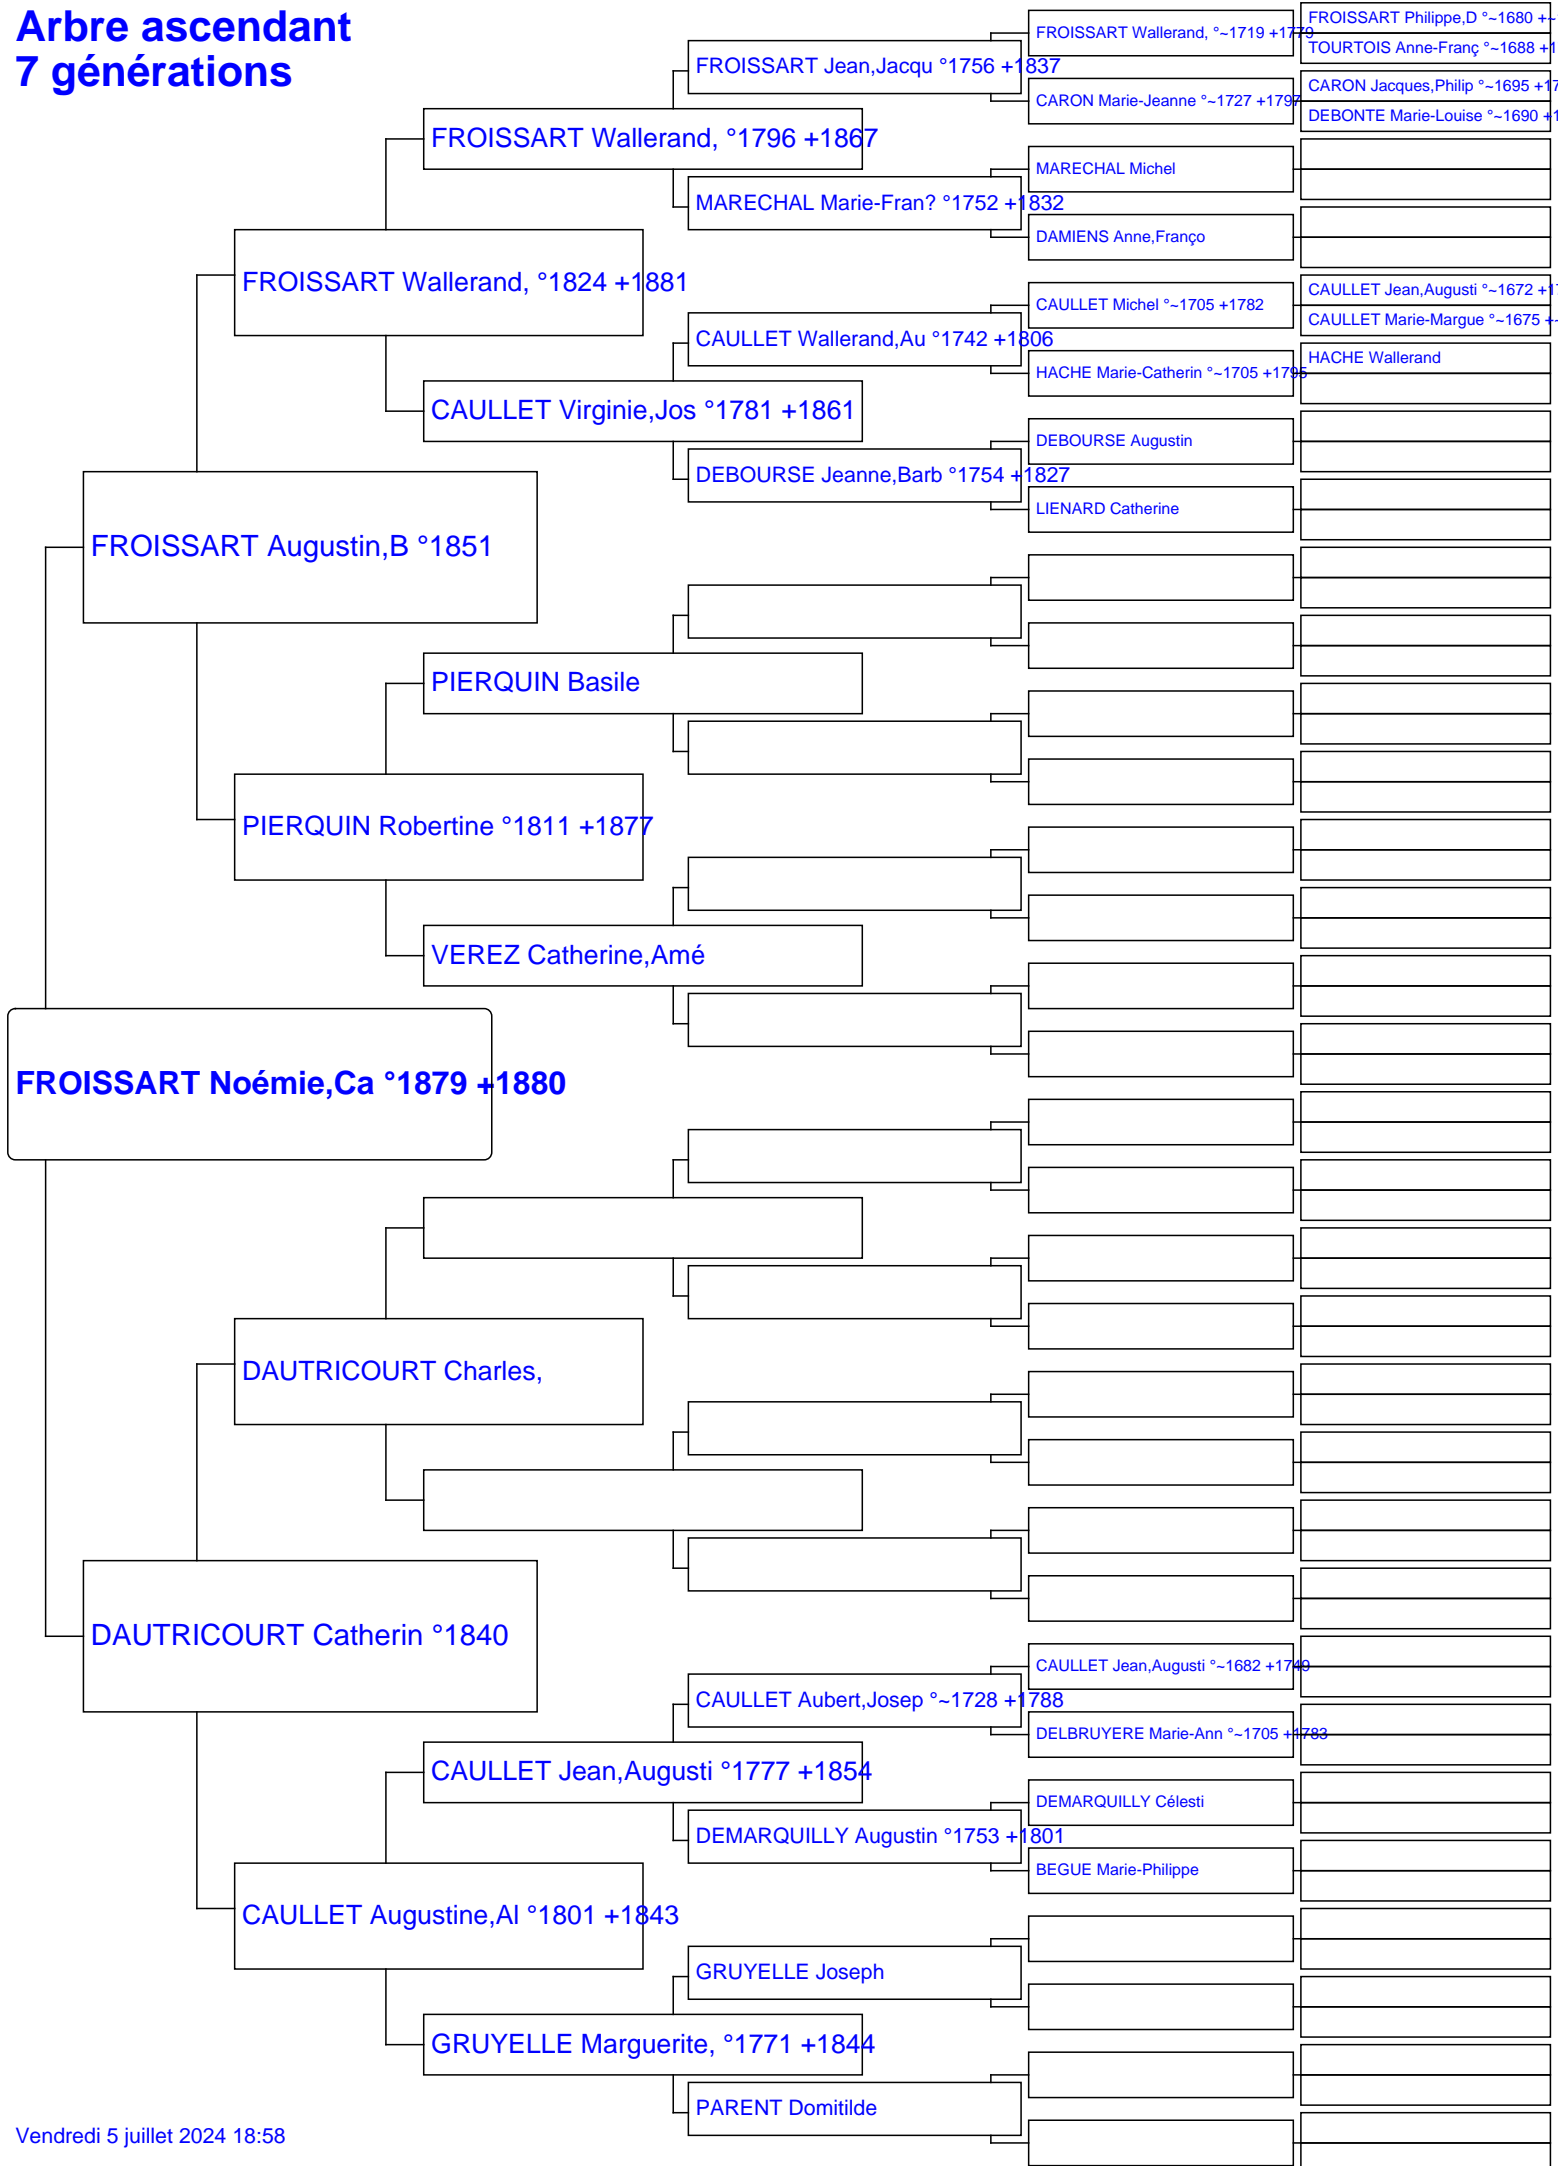 Arbre ascendant
7 générations
FROISSART Noémie,Ca °1879 +1880
FROISSART Augustin,B °1851
DAUTRICOURT Catherin °1840
FROISSART Wallerand, °1824 +1881
PIERQUIN Robertine °1811 +1877
DAUTRICOURT Charles,
CAULLET Augustine,Al °1801 +1843
FROISSART Wallerand, °1796 +1867
CAULLET Virginie,Jos °1781 +1861
PIERQUIN Basile
VEREZ Catherine,Amé
CAULLET Jean,Augusti °1777 +1854
GRUYELLE Marguerite, °1771 +1844
FROISSART Jean,Jacqu °1756 +1837
MARECHAL Marie-Fran? °1752 +1832
CAULLET Wallerand,Au °1742 +1806
DEBOURSE Jeanne,Barb °1754 +1827
CAULLET Aubert,Josep °~1728 +1788
DEMARQUILLY Augustin °1753 +1801
GRUYELLE Joseph
PARENT Domitilde
FROISSART Wallerand, °~1719 +1779
CARON Marie-Jeanne °~1727 +1797
MARECHAL Michel
DAMIENS Anne,Franço
CAULLET Michel °~1705 +1782
HACHE Marie-Catherin °~1705 +1795
DEBOURSE Augustin
LIENARD Catherine
CAULLET Jean,Augusti °~1682 +1749
DELBRUYERE Marie-Ann °~1705 +1783
DEMARQUILLY Célesti
BEGUE Marie-Philippe
FROISSART Philippe,D °~1680 +~
TOURTOIS Anne-Franç °~1688 +1
CARON Jacques,Philip °~1695 +17
DEBONTE Marie-Louise °~1690 +1
CAULLET Jean,Augusti °~1672 +17
CAULLET Marie-Margue °~1675 +~
HACHE Wallerand
Vendredi 5 juillet 2024 18:58